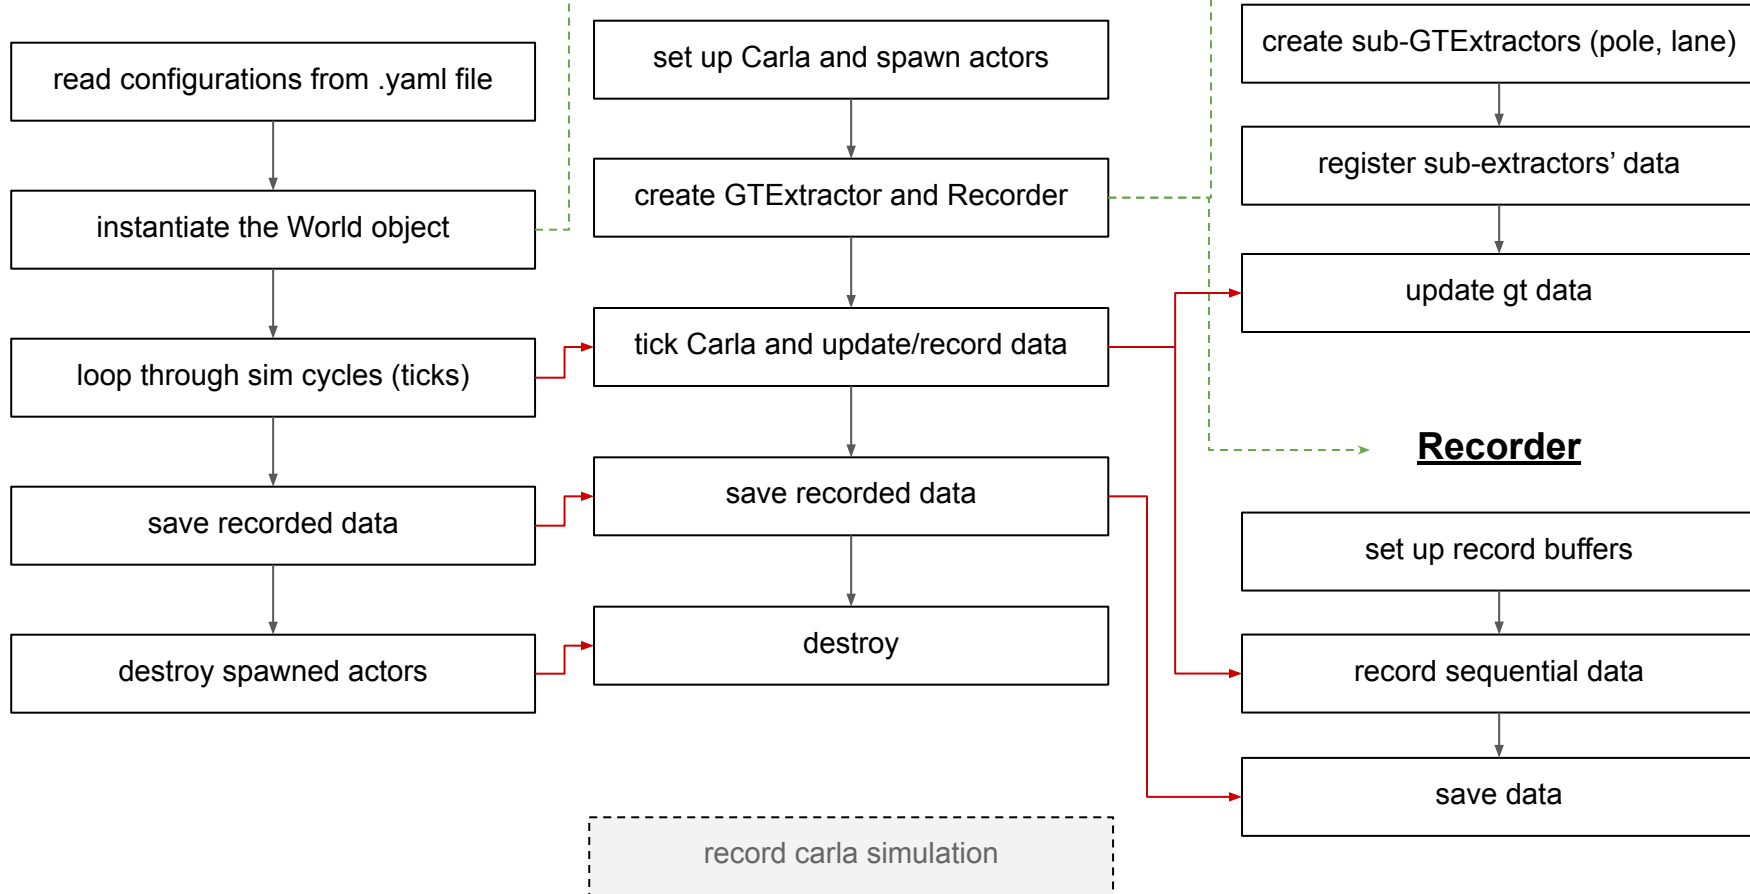 read configurations from .yaml file
instantiate the World object
loop through sim cycles (ticks)
save recorded data
destroy spawned actors
set up Carla and spawn actors
create GTExtractor and Recorder
tick Carla and update/record data
save recorded data
destroy
record carla simulation
create sub-GTExtractors (pole, lane)
register sub-extractors’ data
update gt data
Recorder
set up record buffers
record sequential data
save data